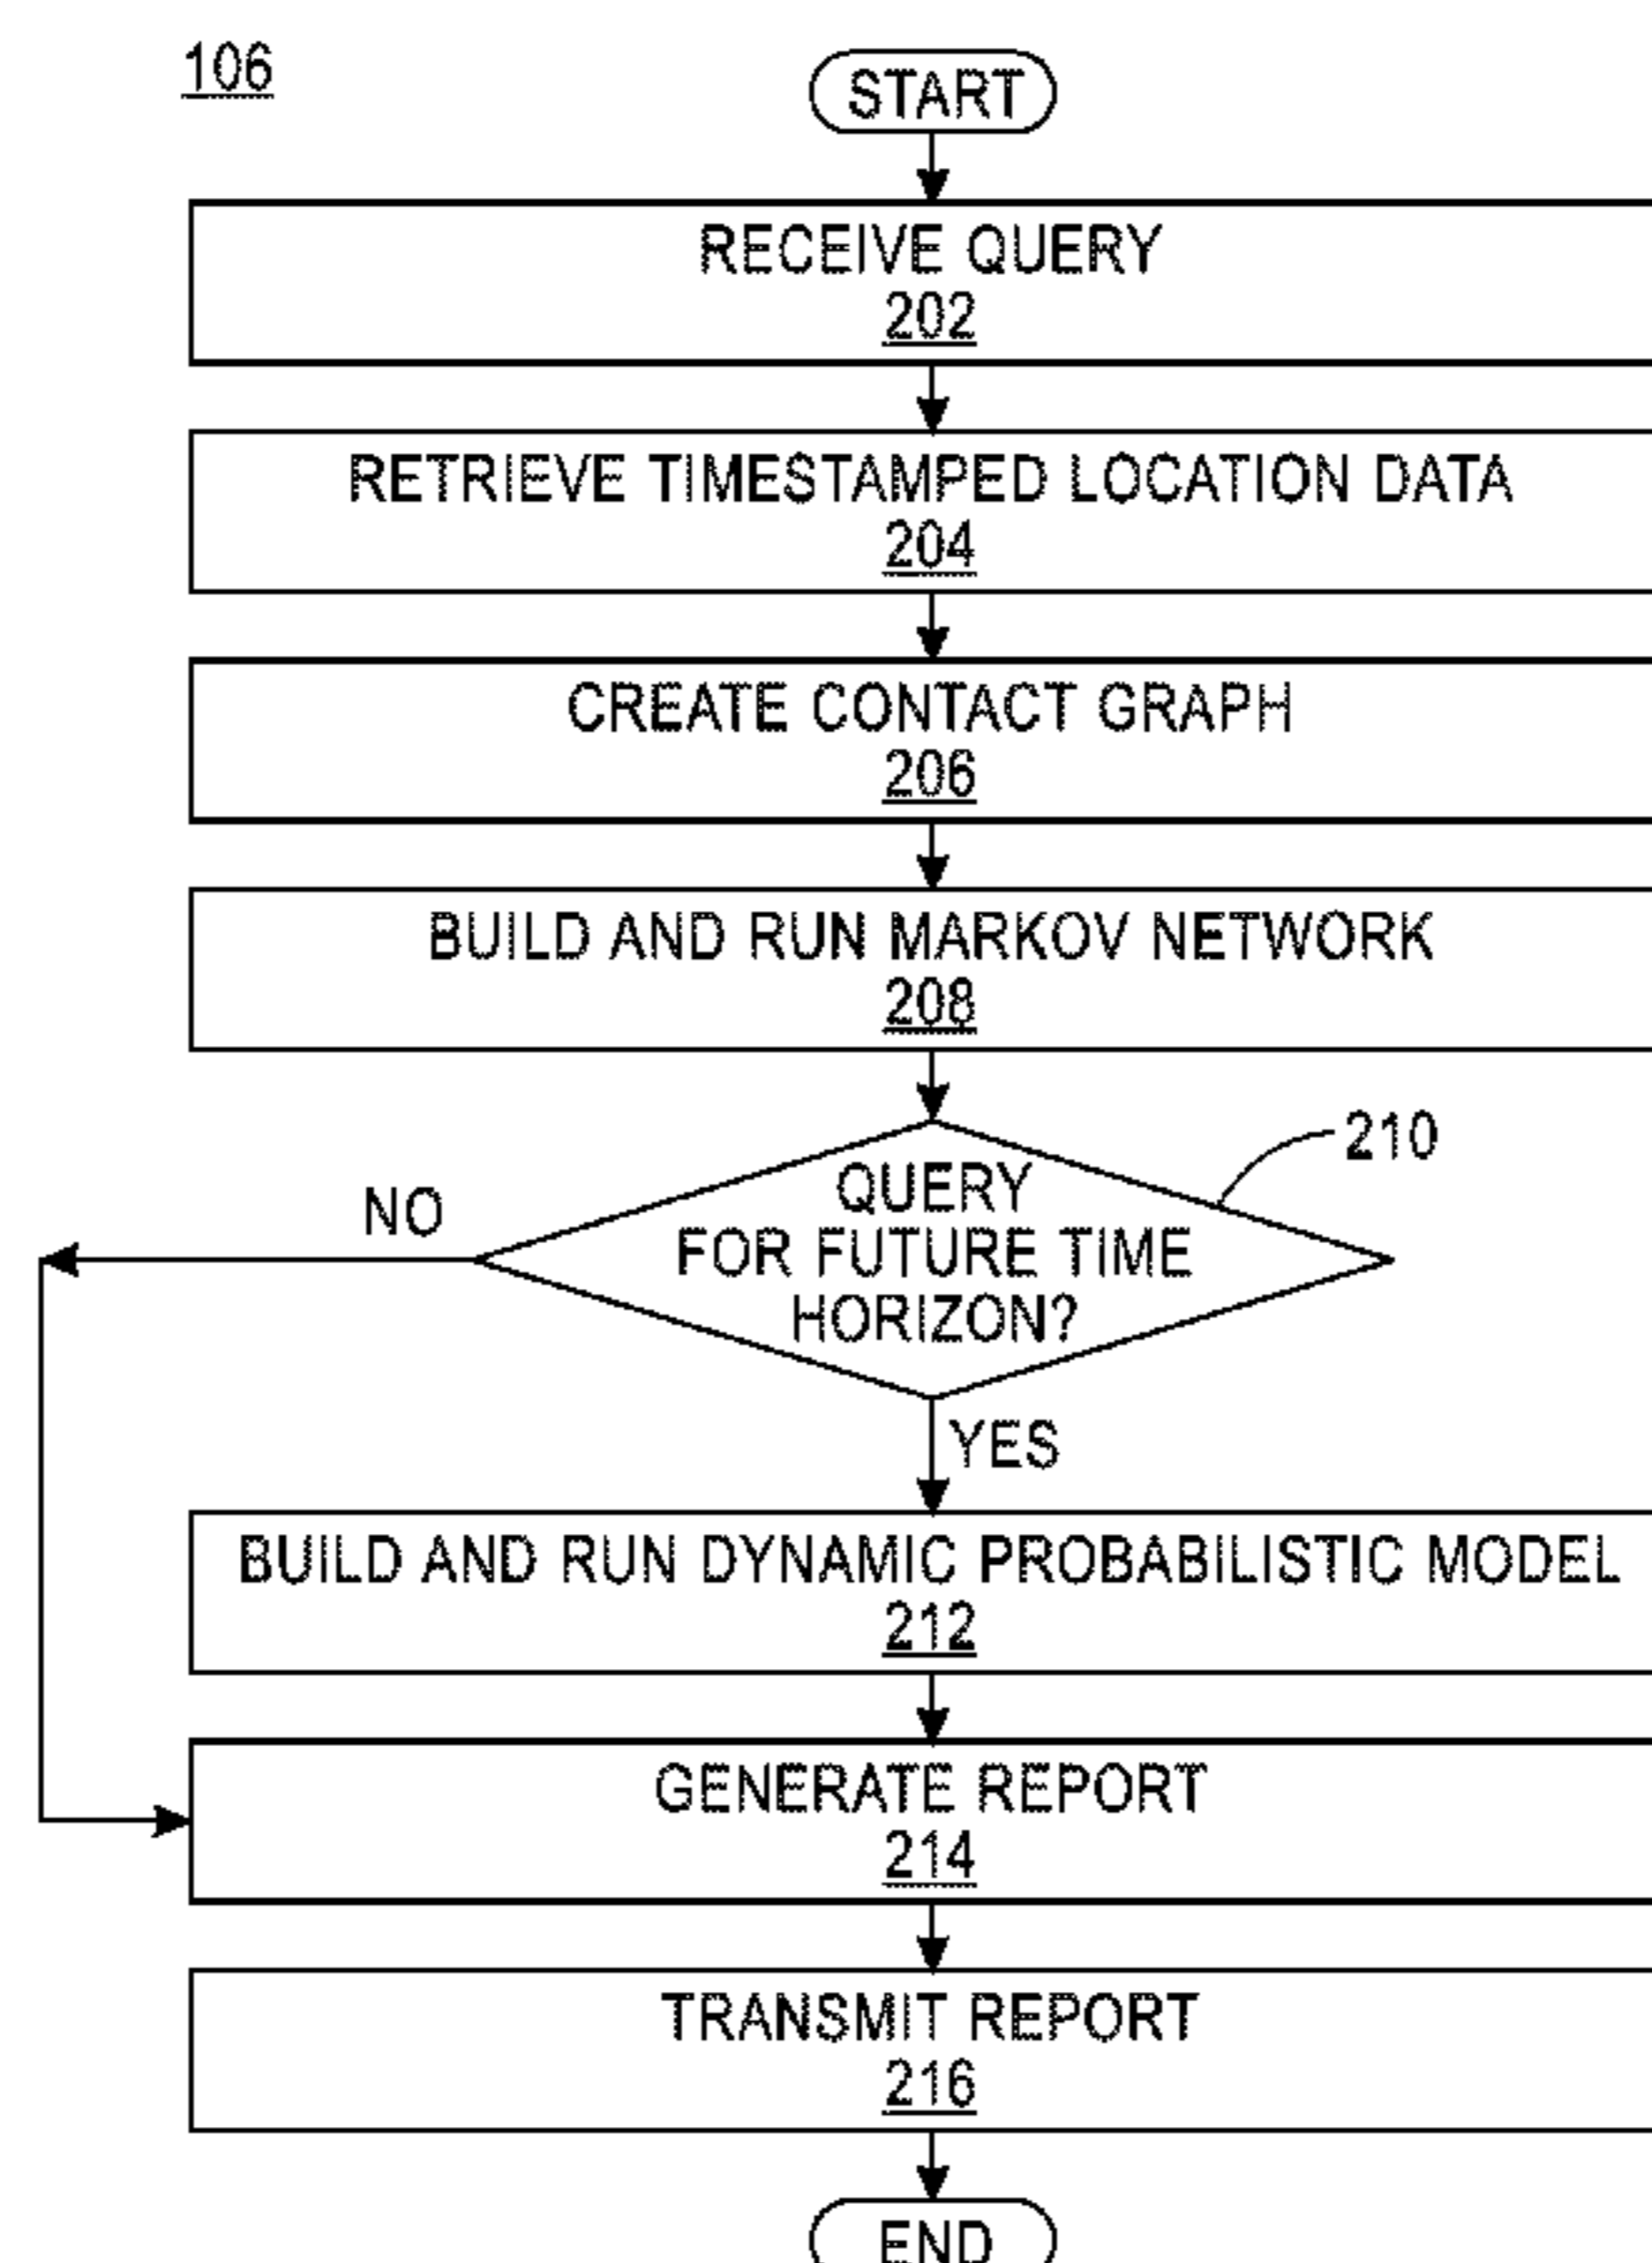 106
START
RECEIVE QUERY
202
RETRIEVE TIMESTAMPED LOCATION DATA
204
CREATE CONTACT GRAPH
206
BUILD AND RUN MARKOV NETWORK
208
210
QUERY
FOR FUTURE TIME
HORIZON?
NO
YES
BUILD AND RUN DYNAMIC PROBABILISTIC MODEL
212
GENERATE REPORT
214
TRANSMIT REPORT
216
END